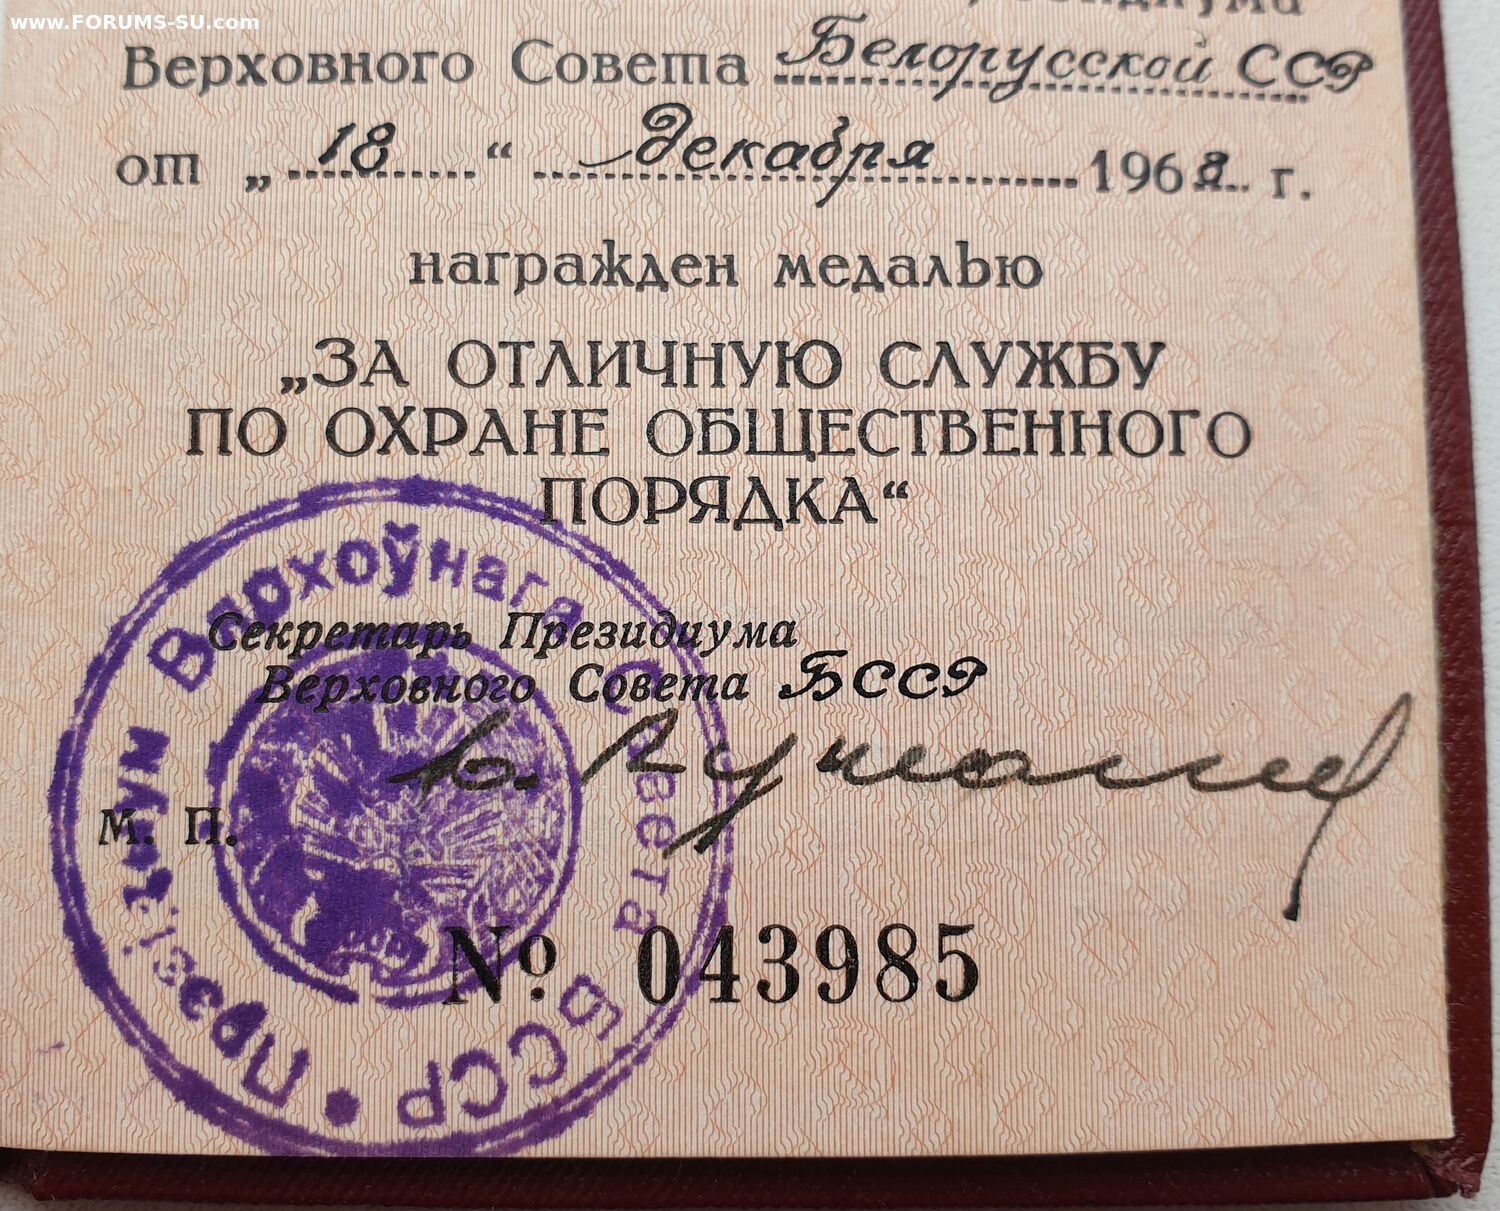 www.FORUMS-SU.com
Верховного Совета Белорусской ССР
от „ 18 “ декабря 1968 г.
награжден медалью
„ЗА ОТЛИЧНУЮ СЛУЖБУ
ПО ОХРАНЕ ОБЩЕСТВЕННОГО
ПОРЯДКА“
Секретарь Президиума
Верховного Совета БССР
М. П.
№ 043985
Прэзідыум Вярхоўнага Савета БССР